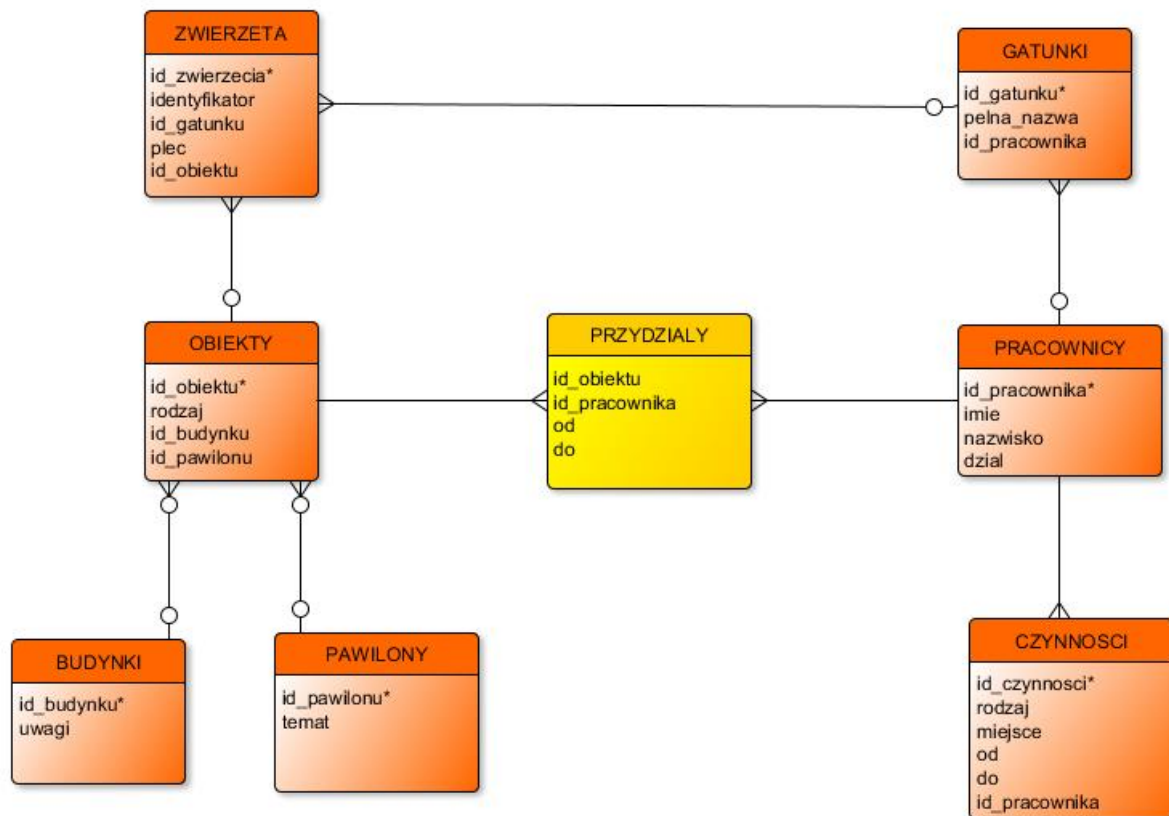 ZWIERZETA
id_zwierzecia*
identyfikator
id_gatunku
plec
id_obiektu
GATUNKI
id_gatunku*
pelna_nazwa
id_pracownika
OBIEKTY
id_obiektu*
rodzaj
id_budynku
id_pawilonu
PRZYDZIALY
id_obiektu
id_pracownika
od
do
PRACOWNICY
id_pracownika*
imie
nazwisko
dzial
BUDYNKI
id_budynku*
uwagi
PAWILONY
id_pawilonu*
temat
CZYNNOSCI
id_czynnosci*
rodzaj
miejsce
od
do
id_pracownika